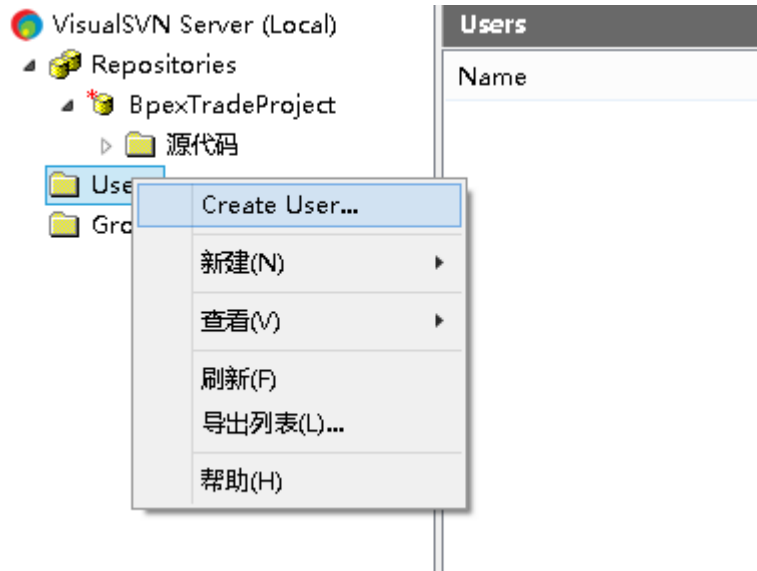 VisualSVN Server (Local)
Repositories
BpexTradeProject
源代码
Use
Gro
Users
Name
Create User...
新建(N)
查看(V)
刷新(F)
导出列表(L)...
帮助(H)